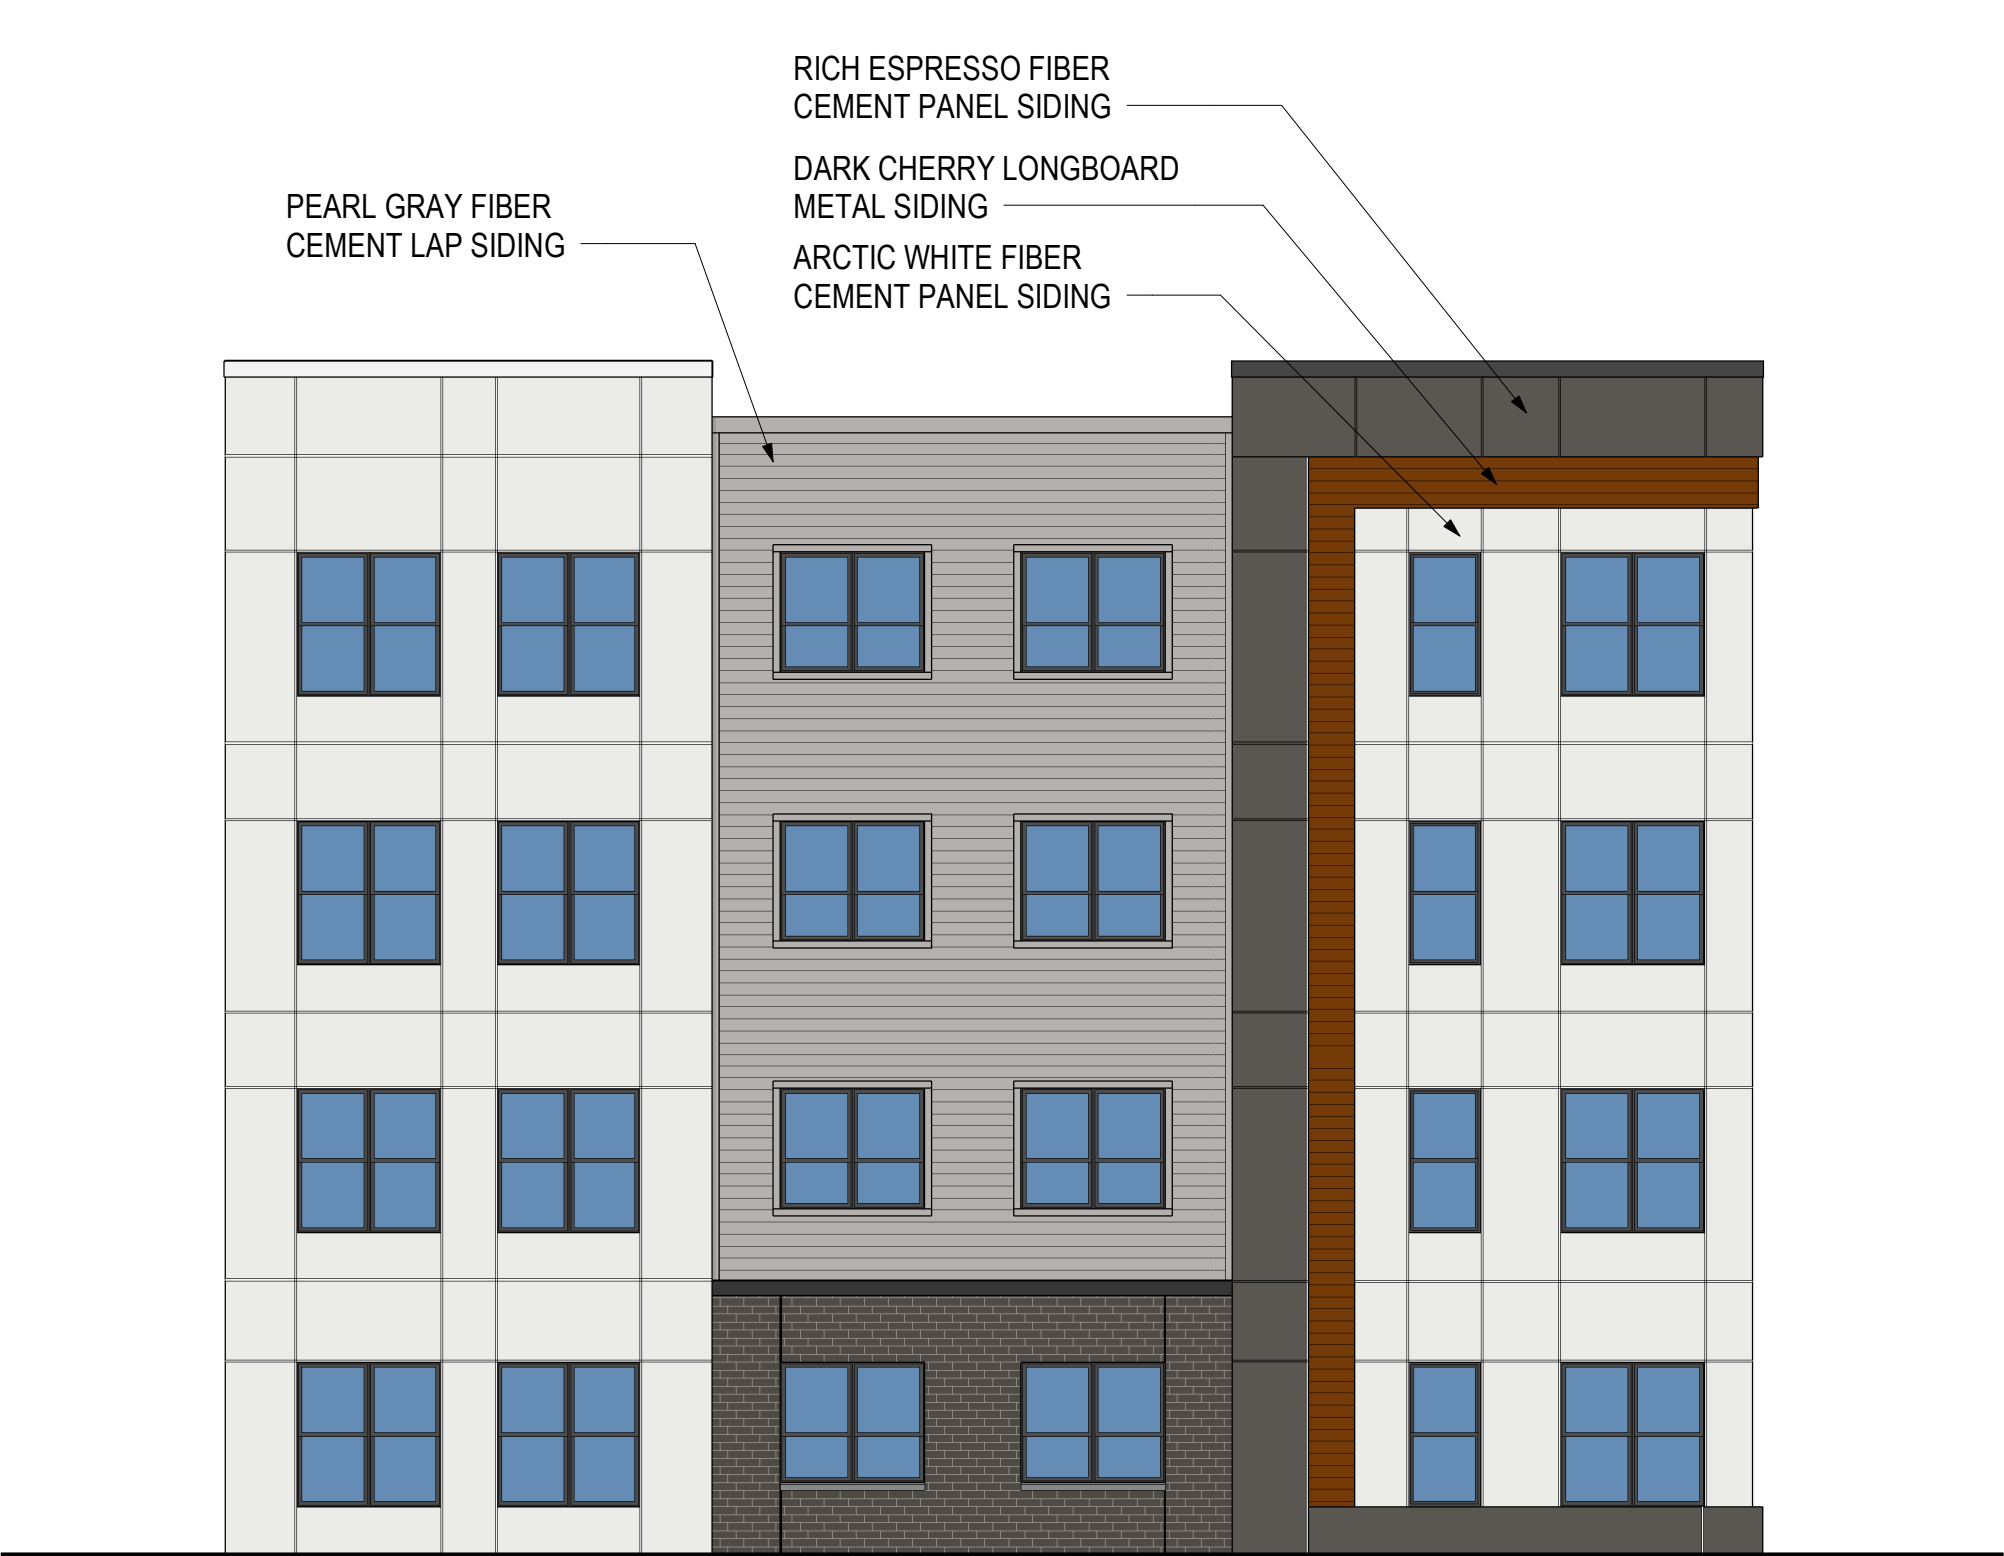 RICH ESPRESSO FIBER
CEMENT PANEL SIDING
DARK CHERRY LONGBOARD
METAL SIDING
PEARL GRAY FIBER
CEMENT LAP SIDING
ARCTIC WHITE FIBER
CEMENT PANEL SIDING